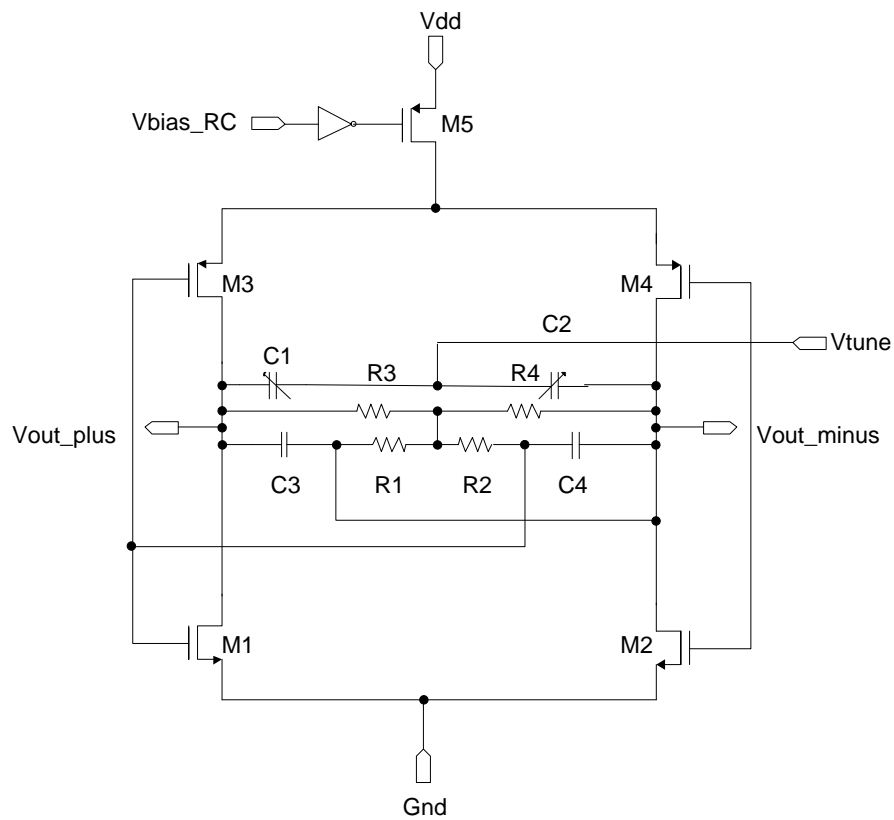 Vdd
Vbias_RC
M5
M3
M4
C2
C1
Vtune
R3
R4
Vout_plus
Vout_minus
C3
R1
R2
C4
M1
M2
Gnd